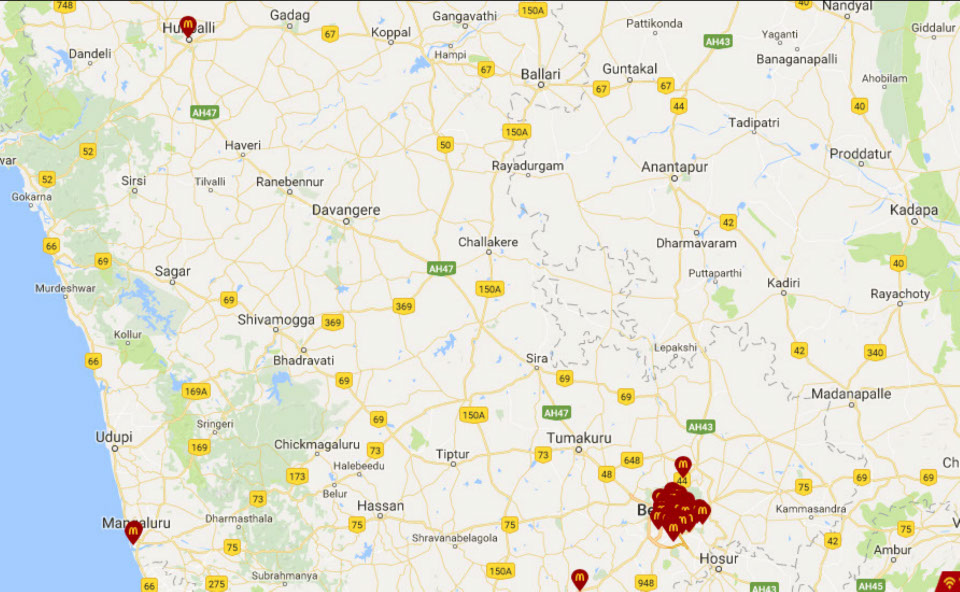 748
Gadag
Gangavathi
150A
40
Nandyal
67
Koppal
Pattikonda
Giddalur
Dandeli
Hampi
AH43
Yaganti
Banaganapalli
67
Ballari
Guntakal
Ahobilam
67
67
44
40
AH47
Tadipatri
52
Haveri
50
150A
Proddatur
Rayadurgam
Anantapur
52
Sirsi
Tilvalli
Ranebennur
Gokarna
Davangere
Kadapa
66
Challakere
42
Dharmavaram
69
AH47
40
Sagar
Puttaparthi
Kadiri
Murdeshwar
150A
Rayachoty
69
369
Shivamogga
369
Kollur
Lepakshi
66
Bhadravati
Sira
42
340
69
69
169A
69
Madanapalle
150A
AH47
69
Sringeri
AH43
Udupi
169
Chickmagaluru
73
Tiptur
73
Tumakuru
Halebeedu
648
173
48
44
69
69
Belur
75
73
Hassan
Kammasandra
Dharmasthala
75
75
75
Shravanabelagola
42
75
Ambur
Hosur
Subrahmanya
150A
66
275
948
AH43
AH45